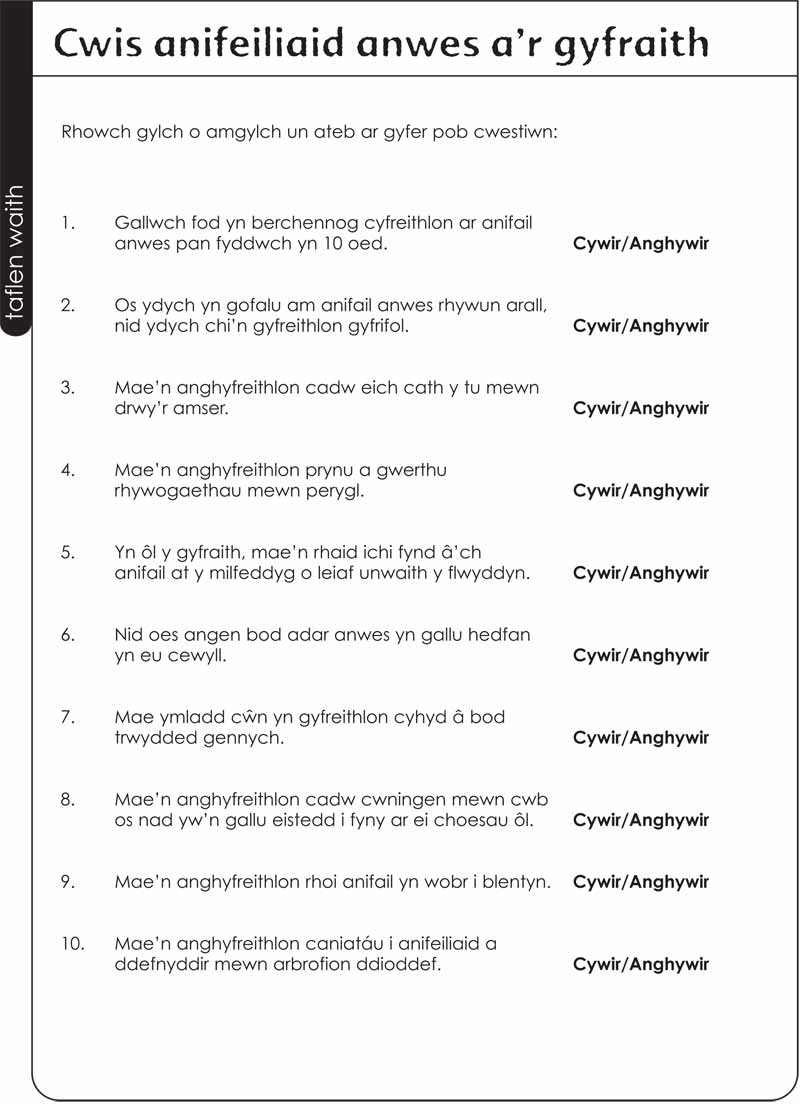 Cwis anifeiliaid anwes a'r gyfraith
taflen waith
Rhowch gylch o amgylch un ateb ar gyfer pob cwestiwn:
1. Gallwch fod yn berchennog cyfreithlon ar anifail
anwes pan fyddwch yn 10 oed. Cywir/Anghywir
2. Os ydych yn gofalu am anifail anwes rhywun arall,
nid ydych chi'n gyfreithlon gyfrifol. Cywir/Anghywir
3. Mae'n anghyfreithlon cadw eich cath y tu mewn
drwy'r amser. Cywir/Anghywir
4. Mae'n anghyfreithlon prynu a gwerthu
rhywogaethau mewn perygl. Cywir/Anghywir
5. Yn ôl y gyfraith, mae'n rhaid ichi fynd â'ch
anifail at y milfeddyg o leiaf unwaith y flwyddyn. Cywir/Anghywir
6. Nid oes angen bod adar anwes yn gallu hedfan
yn eu cewyll. Cywir/Anghywir
7. Mae ymladd cŵn yn gyfreithlon cyhyd â bod
trwydded gennych. Cywir/Anghywir
8. Mae'n anghyfreithlon cadw cwningen mewn cwb
os nad yw'n gallu eistedd i fyny ar ei choesau ôl. Cywir/Anghywir
9. Mae'n anghyfreithlon rhoi anifail yn wobr i blentyn. Cywir/Anghywir
10. Mae'n anghyfreithlon caniatáu i anifeiliaid a
ddefnyddir mewn arbrofion ddioddef. Cywir/Anghywir